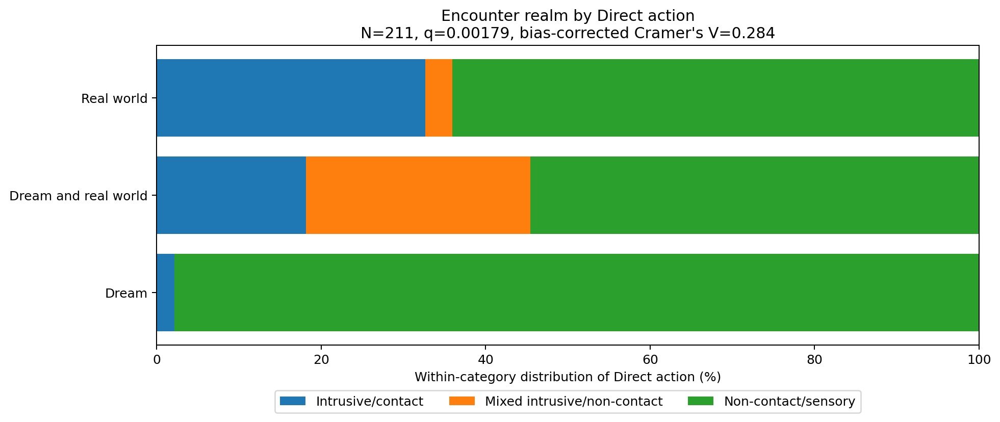 Encounter realm by Direct action
N=211, q=0.00179, bias-corrected Cramer's V=0.284
Real world
Dream and real world
Dream
0 20 40 60 80 100
Within-category distribution of Direct action (%)
Intrusive/contact Mixed intrusive/non-contact Non-contact/sensory